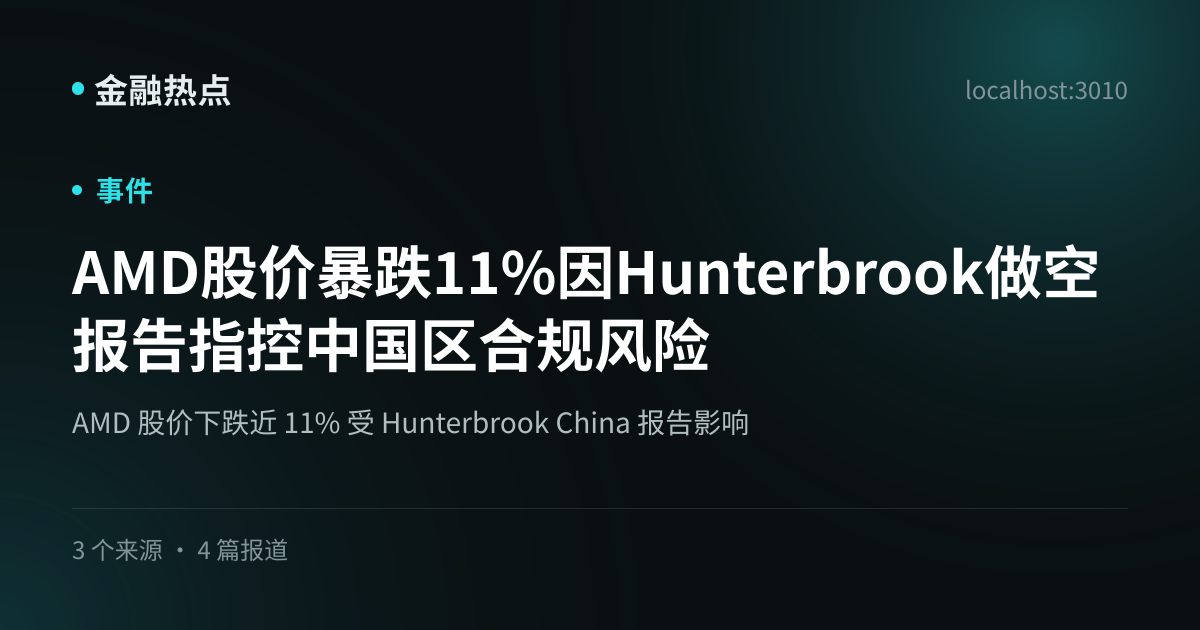 金融热点
localhost:3010
事件
AMD股价暴跌11%因Hunterbrook做空
报告指控中国区合规风险
AMD 股价下跌近 11% 受 Hunterbrook China 报告影响
3 个来源 · 4 篇报道